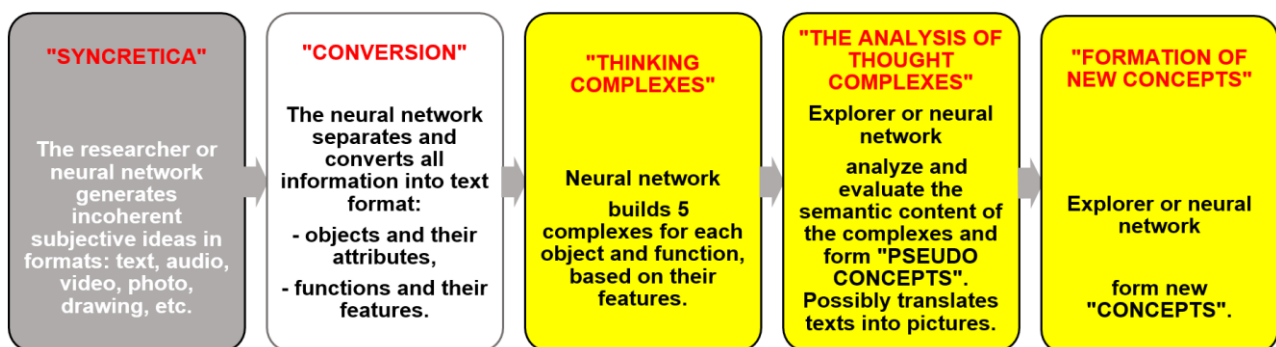 "SYNCRETICA"
The researcher or
neural network
generates
incoherent
subjective ideas in
formats: text, audio,
video, photo,
drawing, etc.
"CONVERSION"
The neural network
separates and
converts all
information into text
format:
- objects and their
attributes,
- functions and their
features.
"THINKING
COMPLEXES"
Neural network
builds 5
complexes for each
object and function,
based on their
features.
"THE ANALYSIS OF
THOUGHT
COMPLEXES"
Explorer or neural
network
analyze and
evaluate the
semantic content of
the complexes and
form "PSEUDO
CONCEPTS".
Possibly translates
texts into pictures.
"FORMATION OF
NEW CONCEPTS"
Explorer or neural
network
form new
"CONCEPTS".